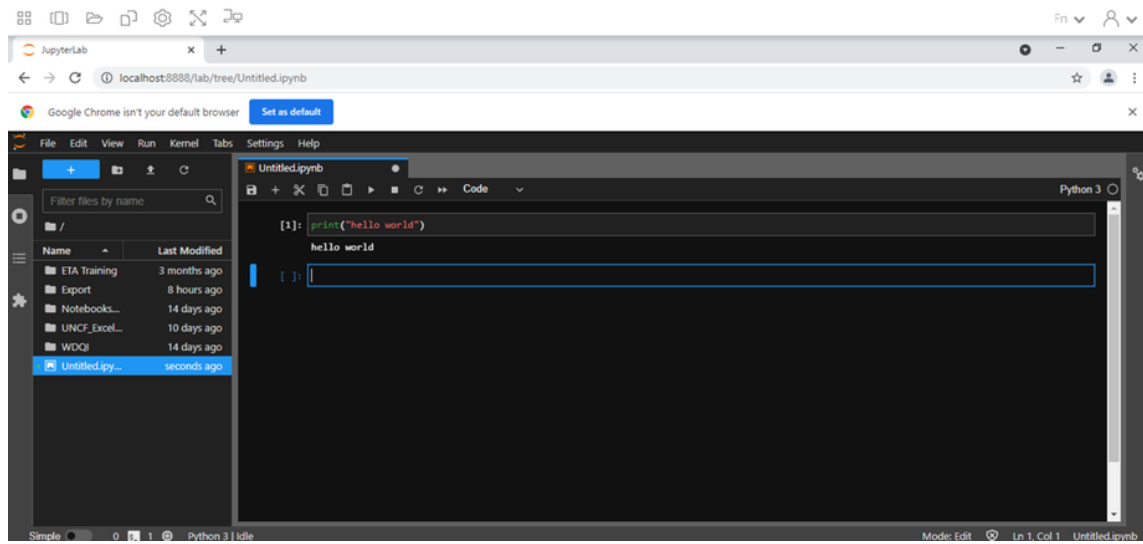 Fn
JupyterLab
localhost:8888/lab/tree/Untitled.ipynb
Google Chrome isn't your default browser Set as default
File Edit View Run Kernel Tabs Settings Help
Untitled.ipynb
Code Python 3
Filter files by name
/
[1]: print("hello world")
hello world
[ ]:
Name Last Modified
ETA Training 3 months ago
Export 8 hours ago
Notebooks... 14 days ago
UNCF_Excel... 10 days ago
WDQI 14 days ago
Untitled.ipy... seconds ago
Simple 0 1 Python 3 | Idle Mode: Edit Ln 1, Col 1 Untitled.ipynb